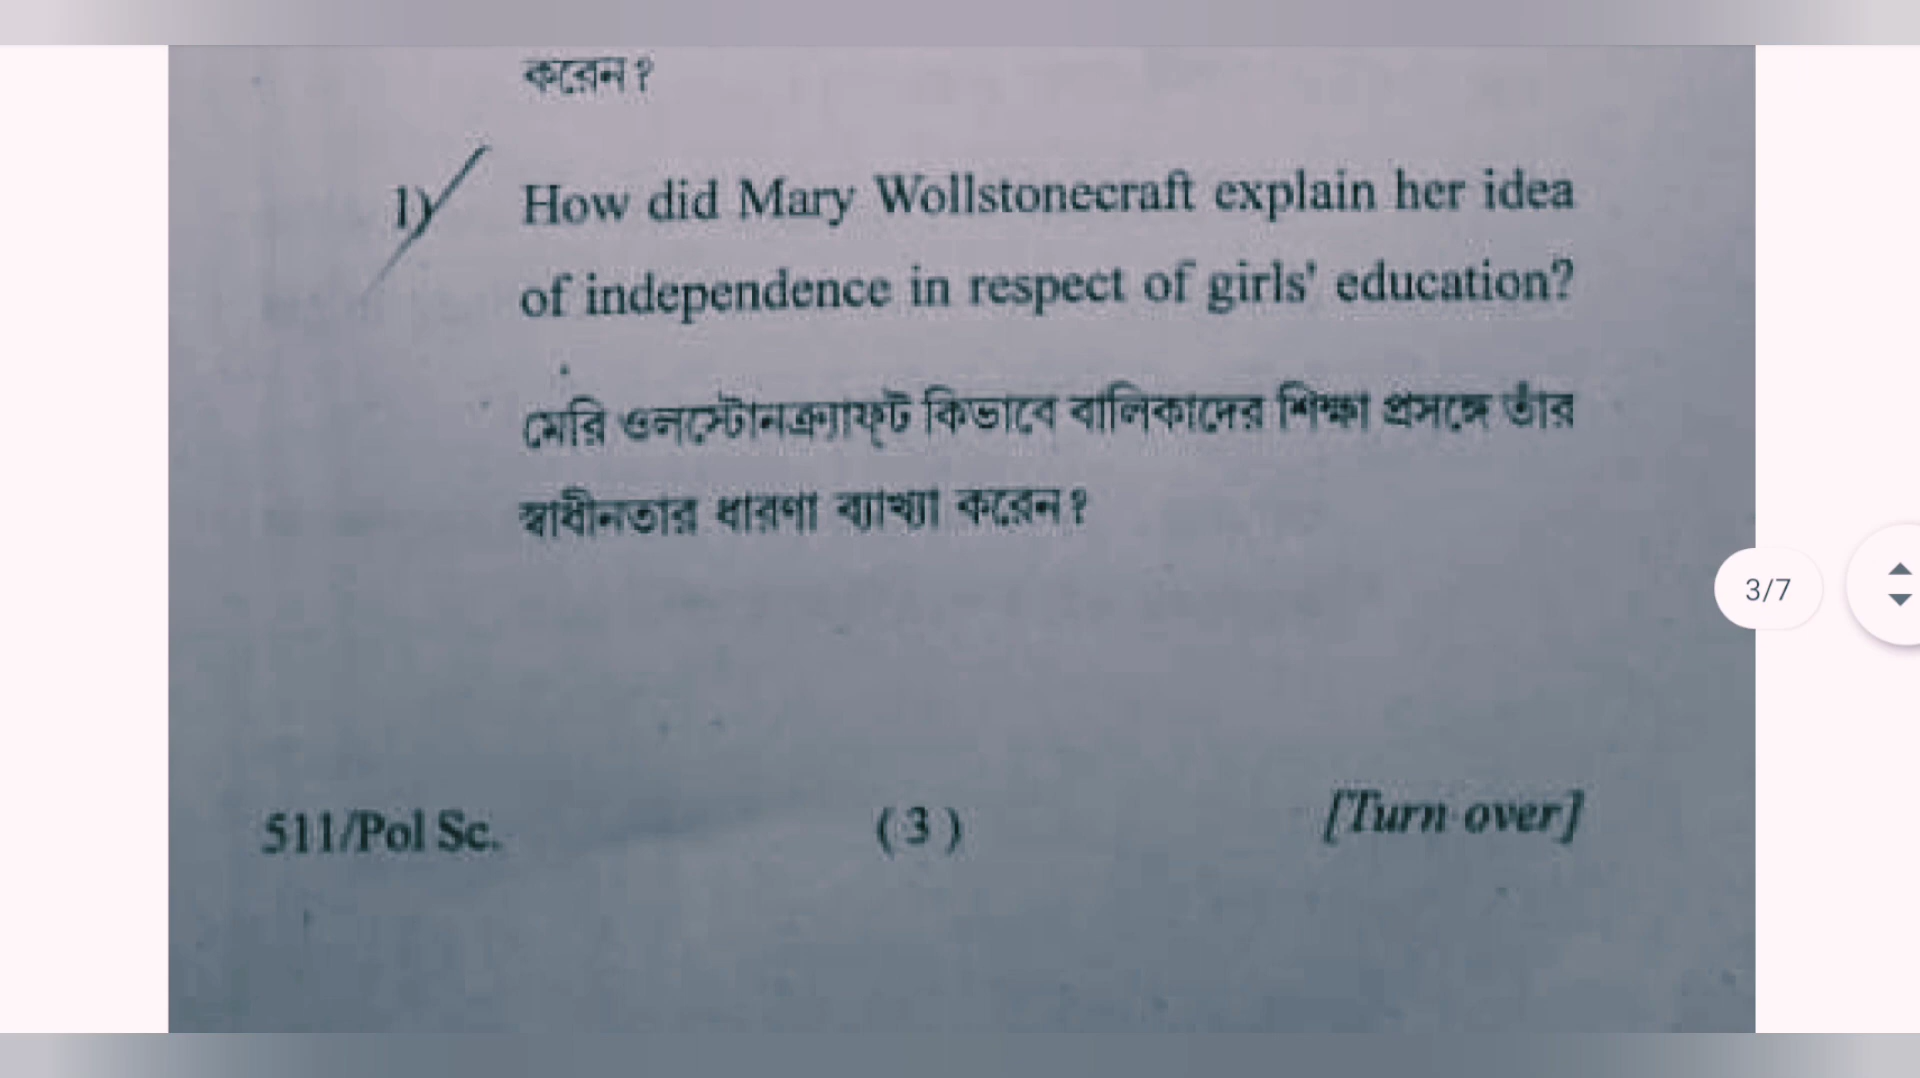 করেন?
l) How did Mary Wollstonecraft explain her idea
of independence in respect of girls' education?
মেরি ওলস্টোনক্র্যাফ্ট কিভাবে বালিকাদের শিক্ষা প্রসঙ্গে তাঁর
স্বাধীনতার ধারণা ব্যাখ্যা করেন?
3/7
511/Pol Sc. (3) [Turn over]